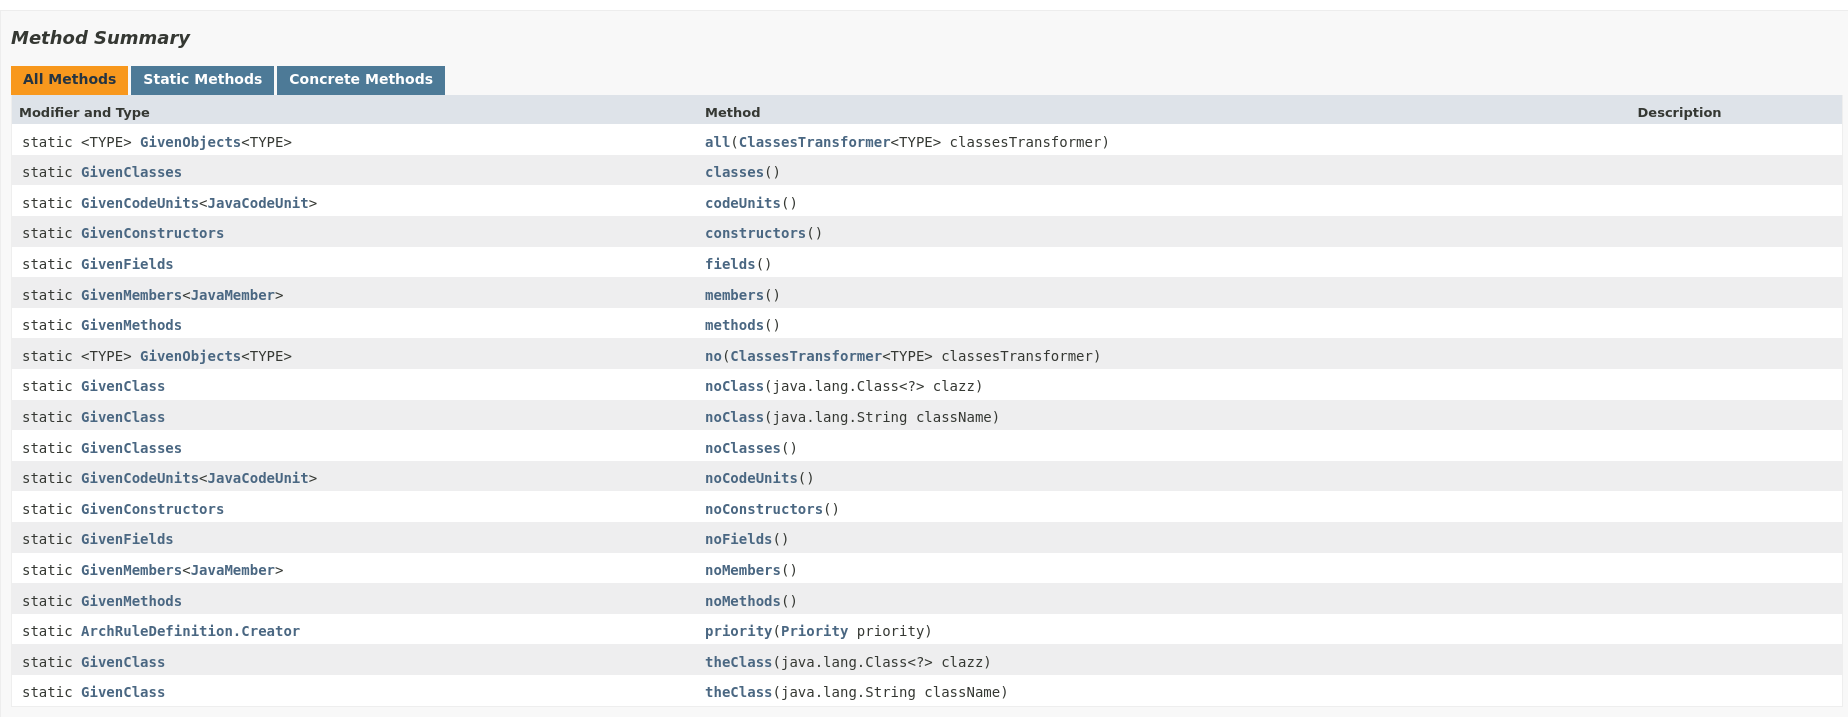 Method Summary
All Methods Static Methods Concrete Methods
Modifier and Type Method Description
static <TYPE> GivenObjects<TYPE> all(ClassesTransformer<TYPE> classesTransformer)
static GivenClasses classes()
static GivenCodeUnits<JavaCodeUnit> codeUnits()
static GivenConstructors constructors()
static GivenFields fields()
static GivenMembers<JavaMember> members()
static GivenMethods methods()
static <TYPE> GivenObjects<TYPE> no(ClassesTransformer<TYPE> classesTransformer)
static GivenClass noClass(java.lang.Class<?> clazz)
static GivenClass noClass(java.lang.String className)
static GivenClasses noClasses()
static GivenCodeUnits<JavaCodeUnit> noCodeUnits()
static GivenConstructors noConstructors()
static GivenFields noFields()
static GivenMembers<JavaMember> noMembers()
static GivenMethods noMethods()
static ArchRuleDefinition.Creator priority(Priority priority)
static GivenClass theClass(java.lang.Class<?> clazz)
static GivenClass theClass(java.lang.String className)